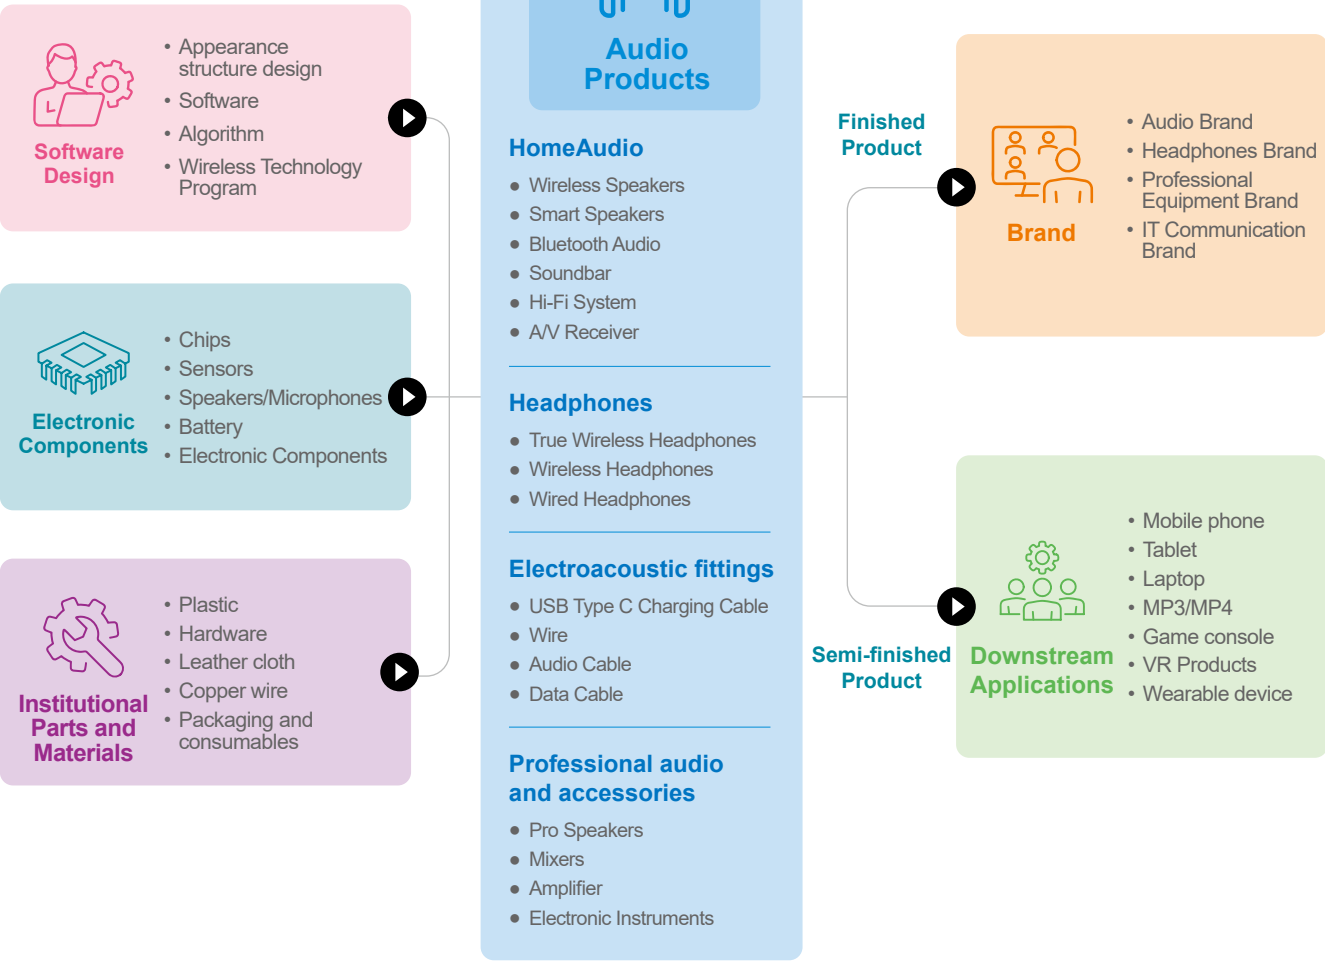 Software
Design
• Appearance
structure design
• Software
• Algorithm
• Wireless Technology
Program
Electronic
Components
• Chips
• Sensors
• Speakers/Microphones
• Battery
• Electronic Components
Institutional
Parts and
Materials
• Plastic
• Hardware
• Leather cloth
• Copper wire
• Packaging and
consumables
Audio
Products
HomeAudio
● Wireless Speakers
● Smart Speakers
● Bluetooth Audio
● Soundbar
● Hi-Fi System
● A/V Receiver
Headphones
● True Wireless Headphones
● Wireless Headphones
● Wired Headphones
Electroacoustic fittings
● USB Type C Charging Cable
● Wire
● Audio Cable
● Data Cable
Professional audio
and accessories
● Pro Speakers
● Mixers
● Amplifier
● Electronic Instruments
Finished
Product
Brand
• Audio Brand
• Headphones Brand
• Professional
Equipment Brand
• IT Communication
Brand
Semi-finished
Product
Downstream
Applications
• Mobile phone
• Tablet
• Laptop
• MP3/MP4
• Game console
• VR Products
• Wearable device